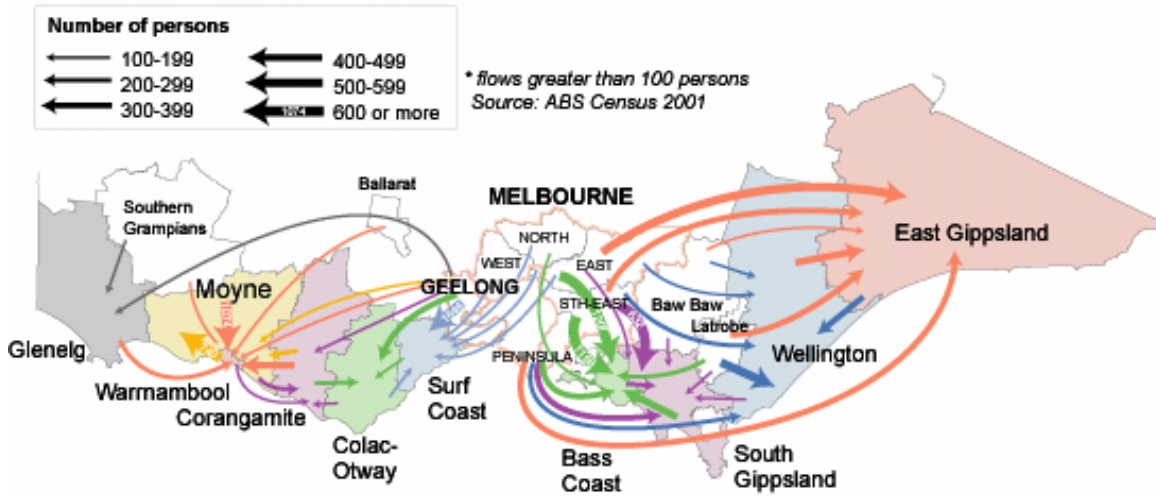 Number of persons
100-199
200-299
300-399
400-499
500-599
1074
600 or more
* flows greater than 100 persons
Source: ABS Census 2001
Southern
Grampians
Ballarat
MELBOURNE
NORTH
WEST
EAST
GEELONG
STH-EAST
PENINSULA
Baw Baw
Latrobe
East Gippsland
Wellington
Moyne
Glenelg
Warrnambool
Corangamite
Colac-
Otway
Surf
Coast
Bass
Coast
South
Gippsland